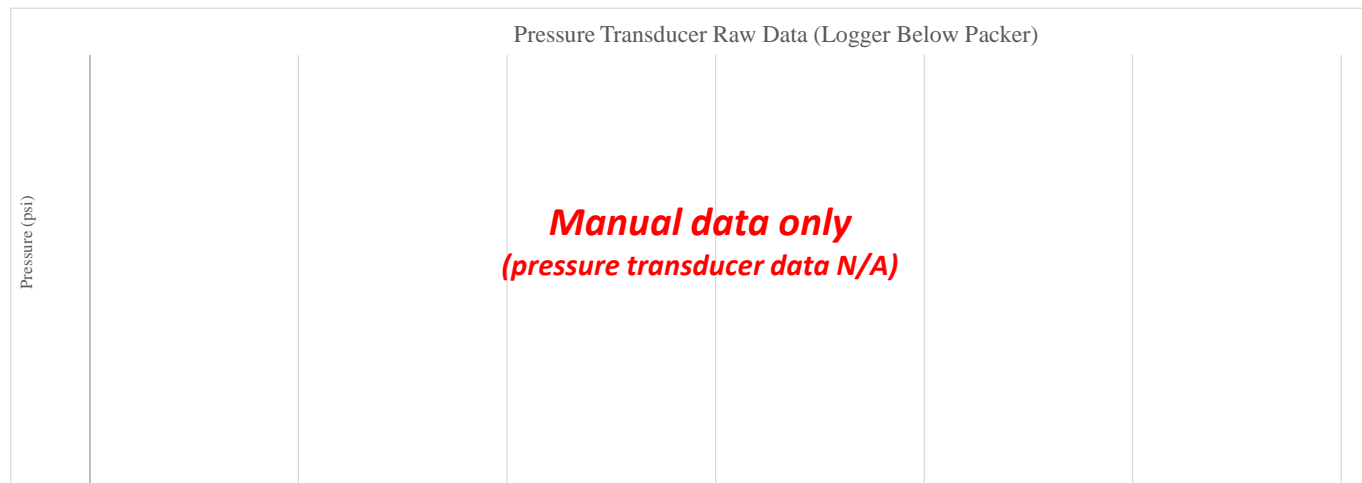 Pressure Transducer Raw Data (Logger Below Packer)
Pressure (psi)
Manual data only
(pressure transducer data N/A)